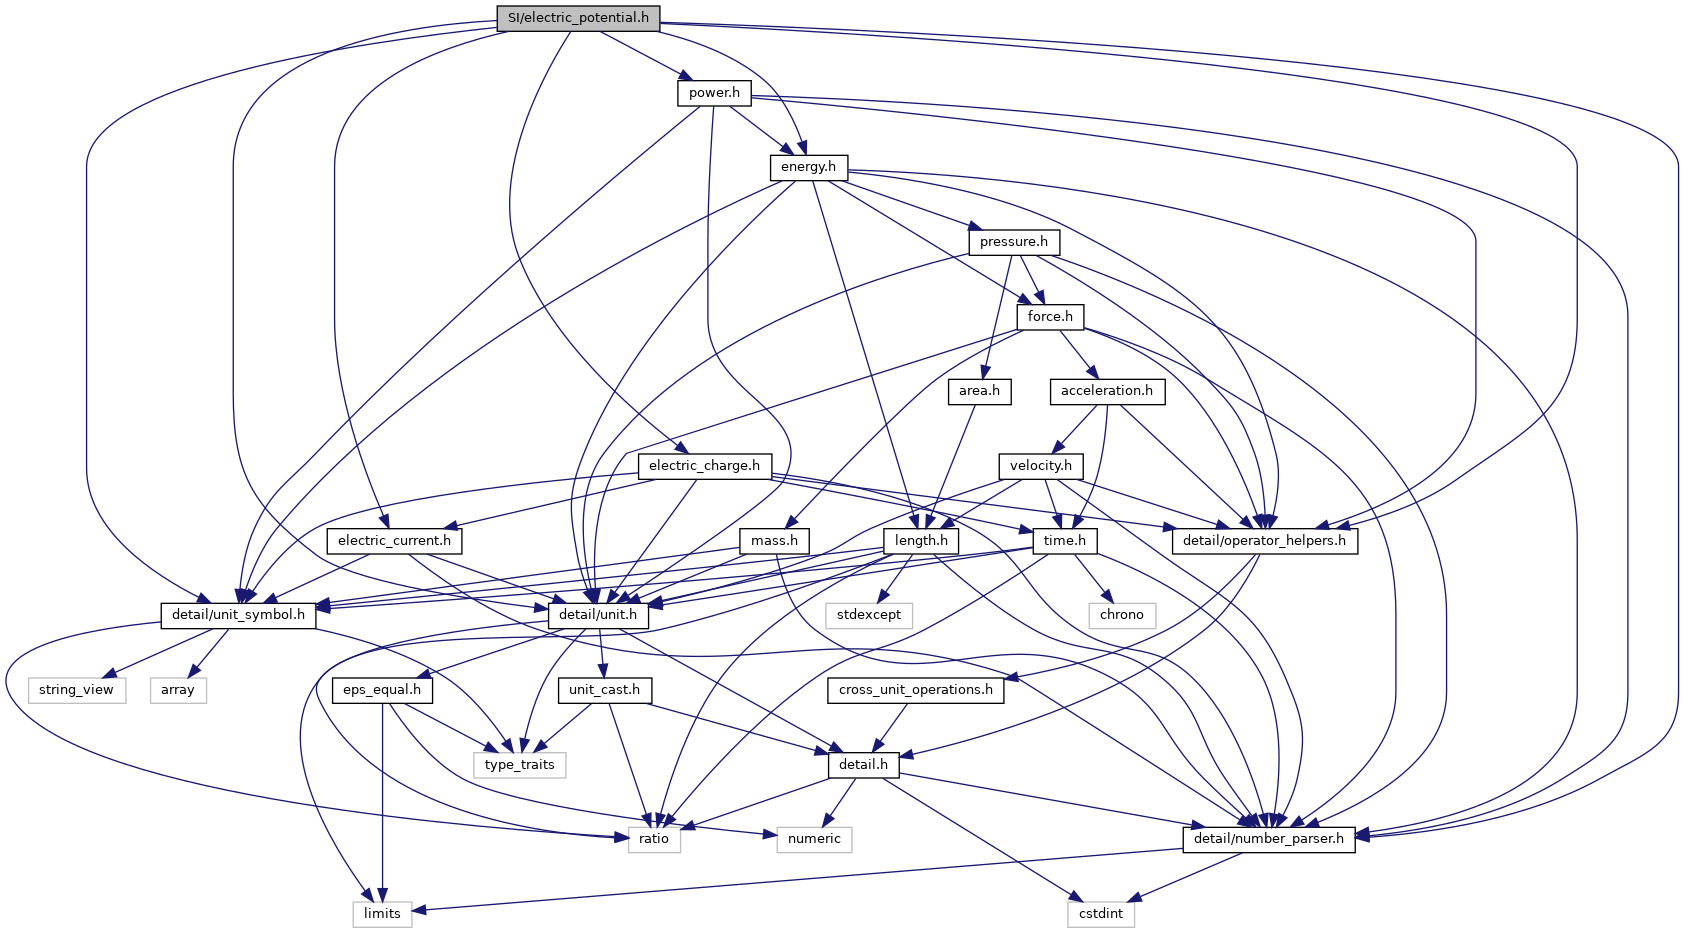 SI/electric_potential.h
power.h
energy.h
pressure.h
force.h
area.h
acceleration.h
electric_charge.h
velocity.h
electric_current.h
mass.h
length.h
time.h
detail/operator_helpers.h
detail/unit_symbol.h
detail/unit.h
stdexcept
chrono
string_view
array
eps_equal.h
unit_cast.h
cross_unit_operations.h
type_traits
detail.h
ratio
numeric
detail/number_parser.h
limits
cstdint